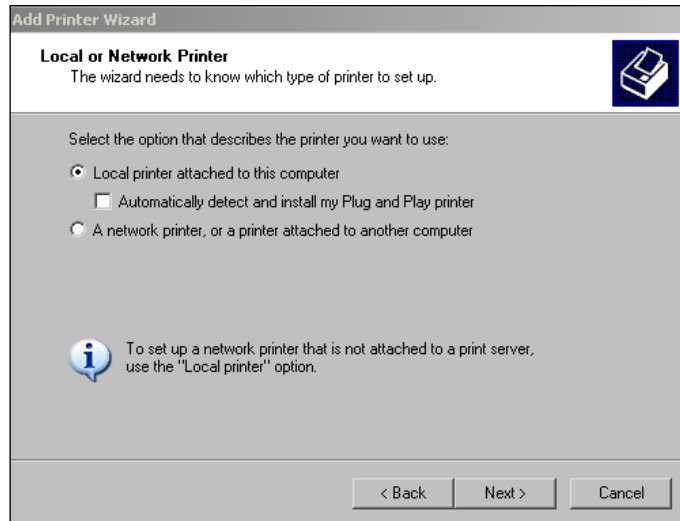 Add Printer Wizard
Local or Network Printer
The wizard needs to know which type of printer to set up.
Select the option that describes the printer you want to use:
Local printer attached to this computer
Automatically detect and install my Plug and Play printer
A network printer, or a printer attached to another computer
To set up a network printer that is not attached to a print server,
use the "Local printer" option.
< Back
Next >
Cancel